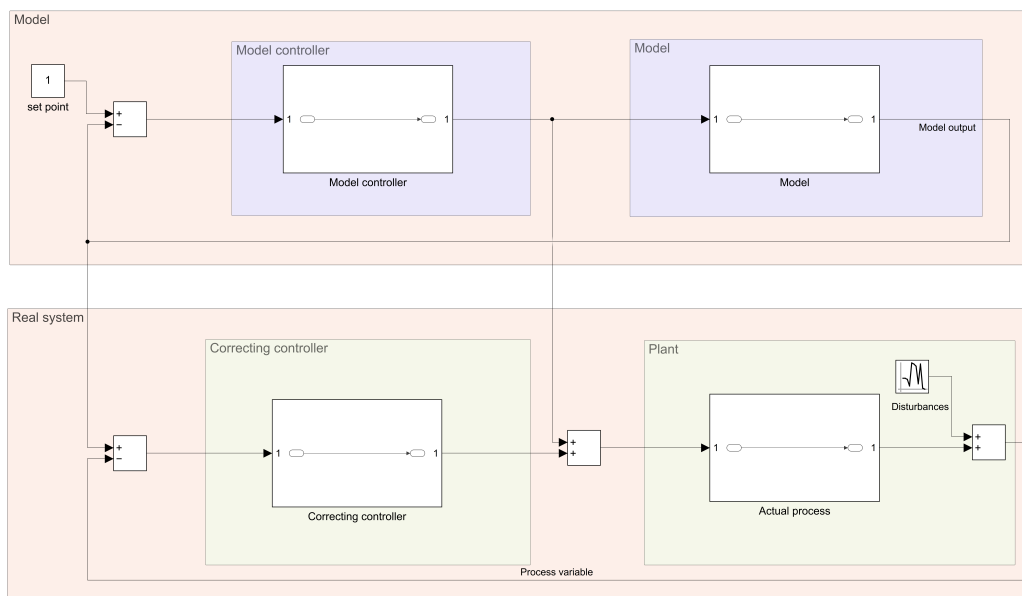 Model
Model controller
Model
1
set point
+
−
1
1
Model controller
1
1
Model
Model output
Real system
Correcting controller
Plant
Disturbances
+
−
1
1
Correcting controller
+
+
1
1
Actual process
+
+
Process variable